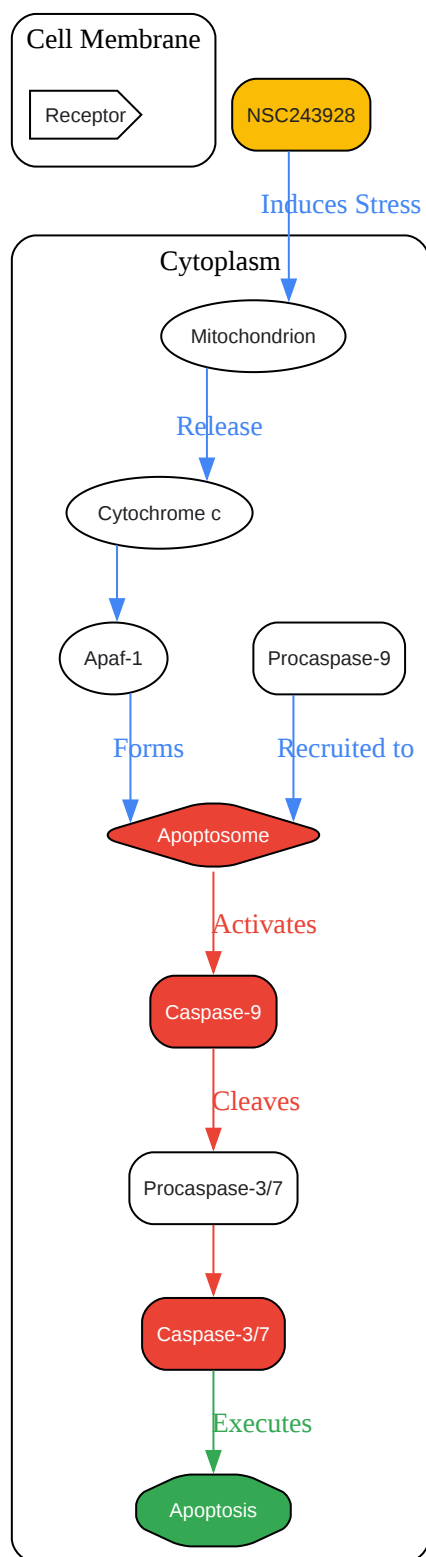 Cell Membrane
Receptor
NSC243928
Induces Stress
Cytoplasm
Mitochondrion
Release
Cytochrome c
Apaf-1
Procaspase-9
Forms
Recruited to
Apoptosome
Activates
Caspase-9
Cleaves
Procaspase-3/7
Caspase-3/7
Executes
Apoptosis